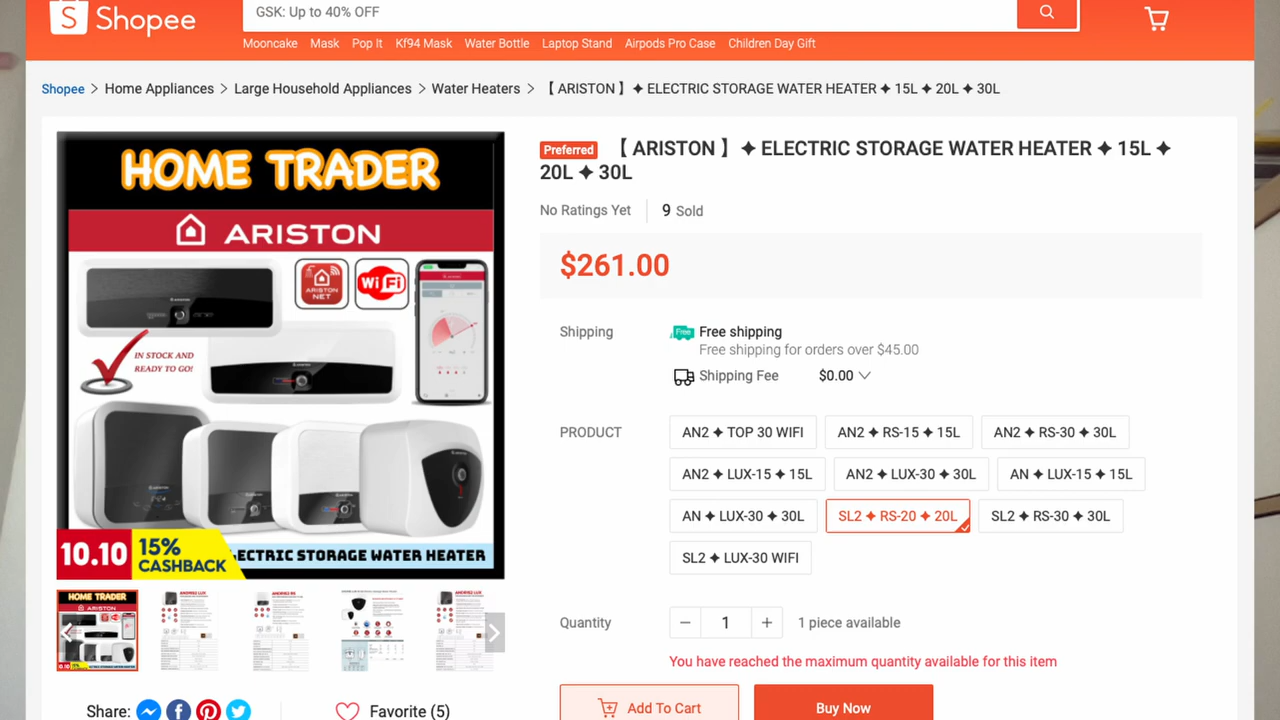 Shopee
GSK: Up to 40% OFF
Mooncake Mask Pop It Kf94 Mask Water Bottle Laptop Stand Airpods Pro Case Children Day Gift
Shopee > Home Appliances > Large Household Appliances > Water Heaters > 【 ARISTON 】 ✦ ELECTRIC STORAGE WATER HEATER ✦ 15L ✦ 20L ✦ 30L
HOME TRADER
ARISTON
ARISTON
NET
WiFi
IN STOCK AND
READY TO GO!
10.10
15%
CASHBACK
ECTRIC STORAGE WATER HEATER
Preferred 【 ARISTON 】 ✦ ELECTRIC STORAGE WATER HEATER ✦ 15L ✦
20L ✦ 30L
No Ratings Yet 9 Sold
$261.00
Shipping Free Free shipping
Free shipping for orders over $45.00
Shipping Fee $0.00
PRODUCT AN2 ✦ TOP 30 WIFI AN2 ✦ RS-15 ✦ 15L AN2 ✦ RS-30 ✦ 30L
AN2 ✦ LUX-15 ✦ 15L AN2 ✦ LUX-30 ✦ 30L AN ✦ LUX-15 ✦ 15L
AN ✦ LUX-30 ✦ 30L SL2 ✦ RS-20 ✦ 20L SL2 ✦ RS-30 ✦ 30L
SL2 ✦ LUX-30 WIFI
Quantity − 1 + 1 piece available
You have reached the maximum quantity available for this item
Add To Cart Buy Now
HOME TRADER
ARISTON
Share: Favorite (5)